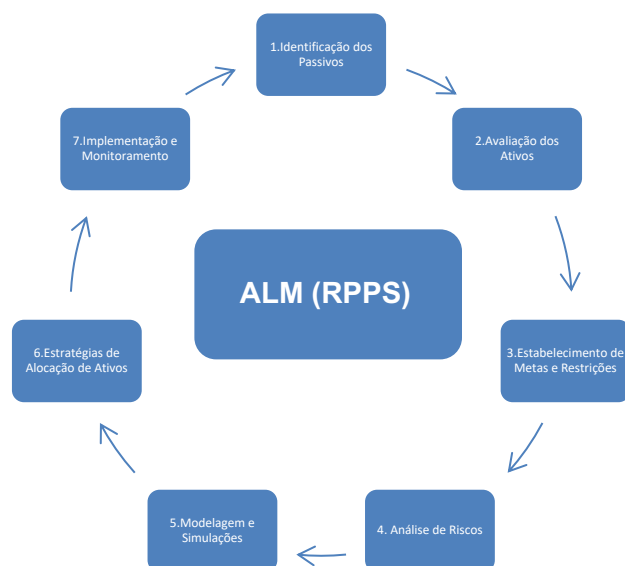 1.Identificação dos
Passivos
2.Avaliação dos
Ativos
3.Estabelecimento de
Metas e Restrições
4. Análise de Riscos
5.Modelagem e
Simulações
6.Estratégias de
Alocação de Ativos
7.Implementação e
Monitoramento
ALM (RPPS)